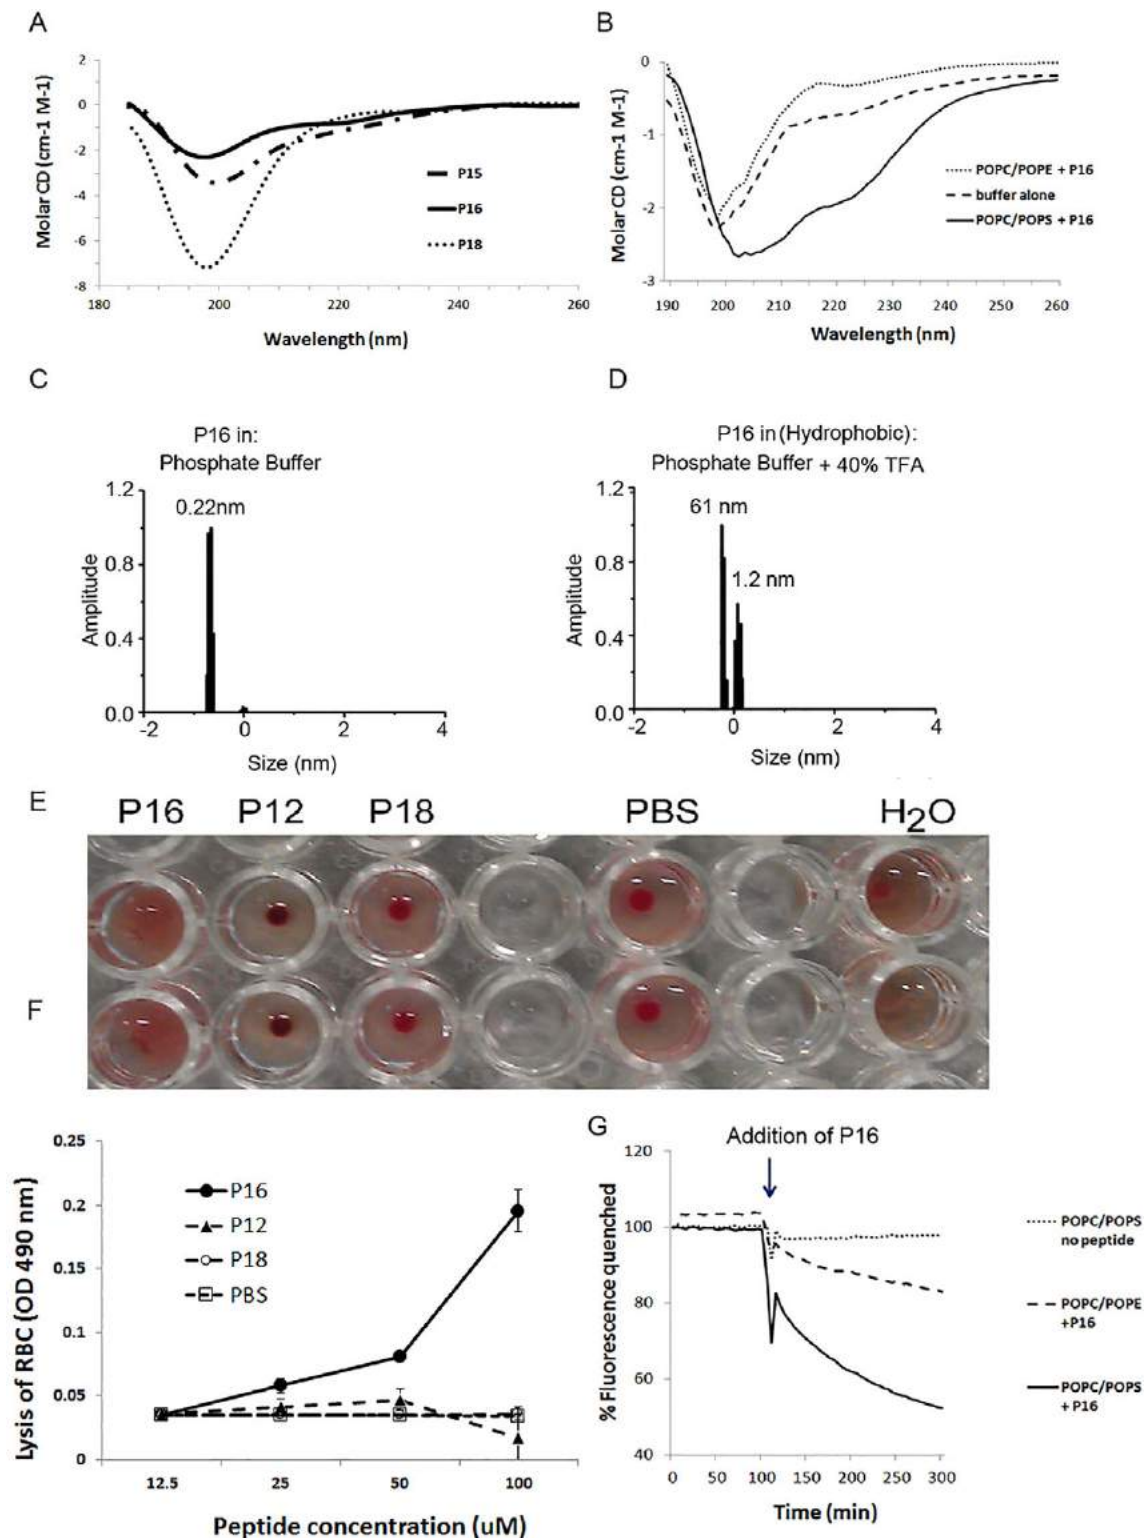 A
Molar CD (cm-1 M-1)
2
0
-2
-4
-6
-8
180
200
220
240
260
Wavelength (nm)
P15
P16
P18
B
Molar CD (cm-1 M-1)
0
-1
-2
-3
190
200
210
220
230
240
250
260
Wavelength (nm)
POPC/POPE + P16
buffer alone
POPC/POPS + P16
C
P16 in:
Phosphate Buffer
0.22nm
Amplitude
1.2
0.8
0.4
0.0
-2
0
2
4
Size (nm)
D
P16 in (Hydrophobic):
Phosphate Buffer + 40% TFA
61 nm
1.2 nm
Amplitude
1.2
0.8
0.4
0.0
-2
0
2
4
Size (nm)
E
P16
P12
P18
PBS
H2O
F
Lysis of RBC (OD 490 nm)
0.25
0.2
0.15
0.1
0.05
0
12.5
25
50
100
Peptide concentration (uM)
P16
P12
P18
PBS
G
Addition of P16
% Fluorescence quenched
120
100
80
60
40
0
50
100
150
200
250
300
Time (min)
POPC/POPS
no peptide
POPC/POPE
+P16
POPC/POPS
+ P16